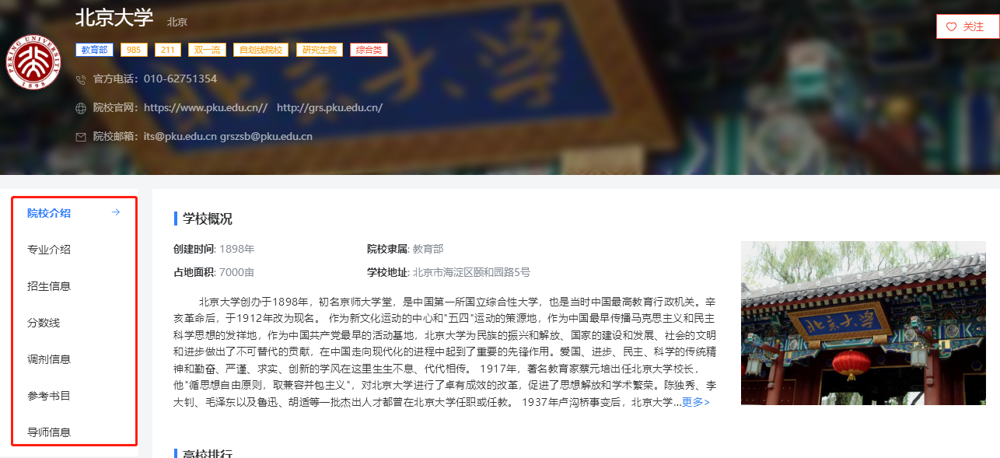 北京大学 北京
关注
教育部 985 211 双一流 自划线院校 研究生院 综合类
PEKING UNIVERSITY
1898
官方电话：010-62751354
院校官网：https://www.pku.edu.cn// http://grs.pku.edu.cn/
院校邮箱：its@pku.edu.cn grszsb@pku.edu.cn
院校介绍
专业介绍
招生信息
分数线
调剂信息
参考书目
导师信息
学校概况
创建时间: 1898年 院校隶属: 教育部
占地面积: 7000亩 学校地址: 北京市海淀区颐和园路5号
北京大学创办于1898年，初名京师大学堂，是中国第一所国立综合性大学，也是当时中国最高教育行政机关。辛
亥革命后，于1912年改为现名。 作为新文化运动的中心和"五四"运动的策源地，作为中国最早传播马克思主义和民主
科学思想的发祥地，作为中国共产党最早的活动基地，北京大学为民族的振兴和解放、国家的建设和发展、社会的文明
和进步做出了不可替代的贡献，在中国走向现代化的进程中起到了重要的先锋作用。爱国、进步、民主、科学的传统精
神和勤奋、严谨、求实、创新的学风在这里生生不息、代代相传。 1917年，著名教育家蔡元培出任北京大学校长，
他"循思想自由原则，取兼容并包主义"，对北京大学进行了卓有成效的改革，促进了思想解放和学术繁荣。陈独秀、李
大钊、毛泽东以及鲁迅、胡适等一批杰出人才都曾在北京大学任职或任教。 1937年卢沟桥事变后，北京大学...更多>
北京大学
高校排行